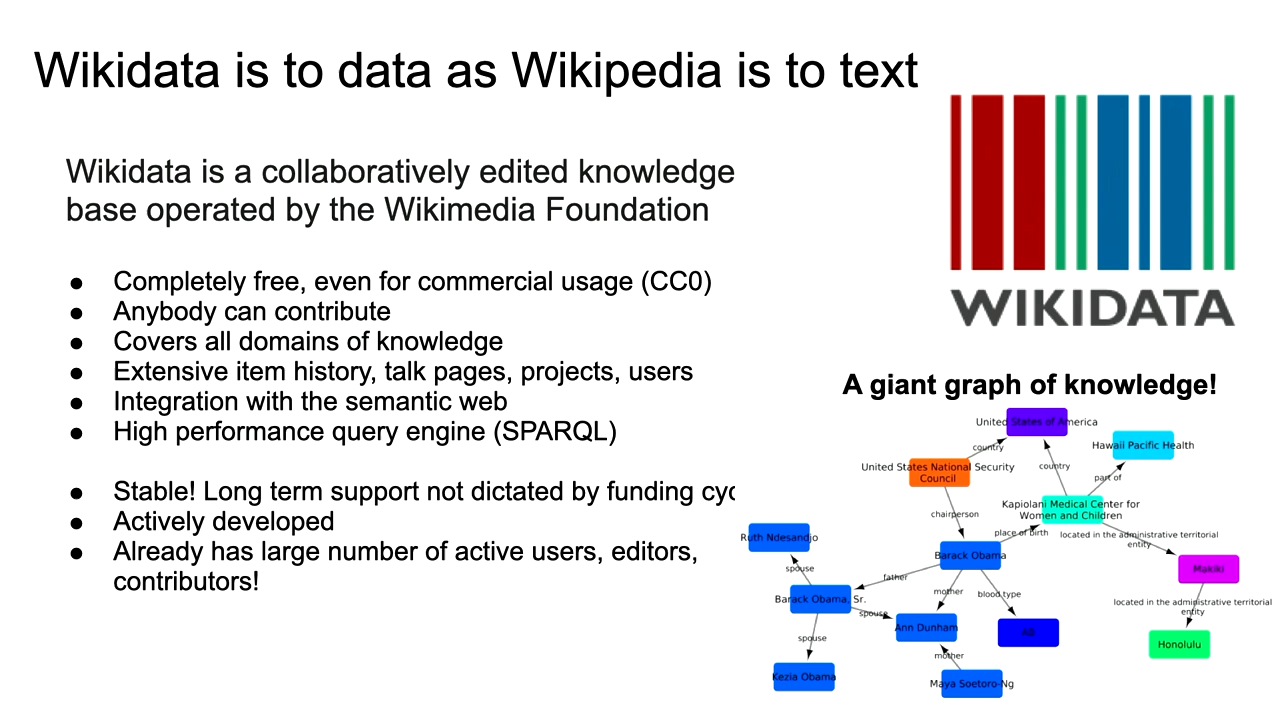 Wikidata is to data as Wikipedia is to text
Wikidata is a collaboratively edited knowledge
base operated by the Wikimedia Foundation
● Completely free, even for commercial usage (CC0)
● Anybody can contribute
● Covers all domains of knowledge
● Extensive item history, talk pages, projects, users
● Integration with the semantic web
● High performance query engine (SPARQL)
● Stable! Long term support not dictated by funding
● Actively developed
● Already has large number of active users, editors,
contributors!
WIKIDATA
A giant graph of knowledge!
United States of America
country
Hawaii Pacific Health
United States National Security
Council
country
part of
Kapiolani Medical Center for
Women and Children
chairperson
place of birth
located in the administrative territorial
entity
Ruth Ndesandjo
Barack Obama
spouse
Makiki
father
mother
blood type
Barack Obama, Sr.
located in the administrative territorial
entity
spouse
Ann Dunham
spouse
Honolulu
mother
Kezia Obama
Maya Soetoro-Ng